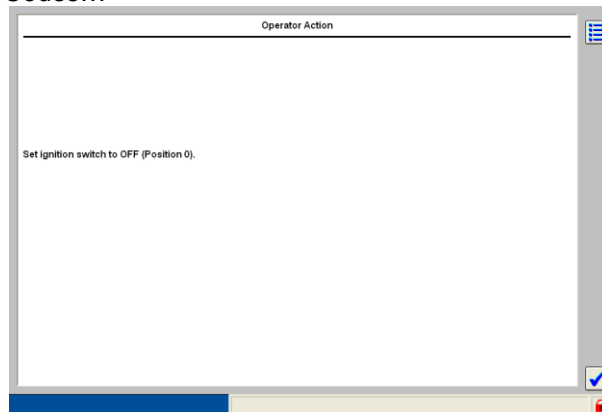 Operator Action
Set ignition switch to OFF (Position 0).